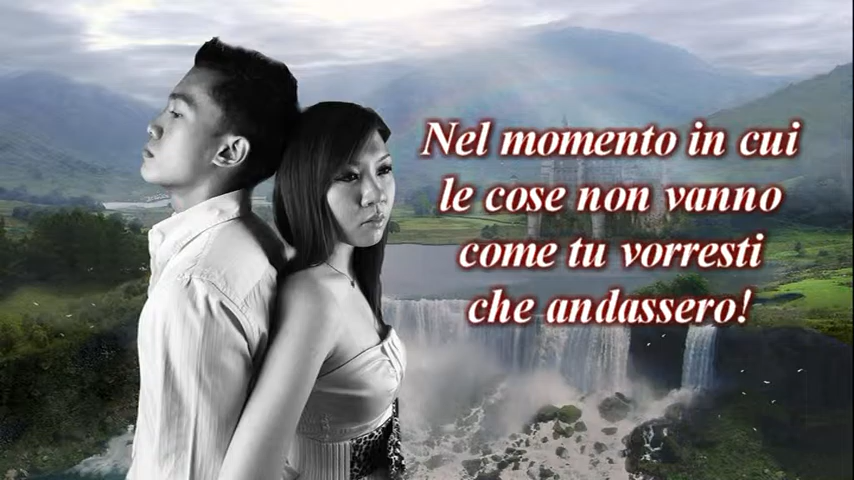 Nel momento in cui
le cose non vanno
come tu vorresti
che andassero!